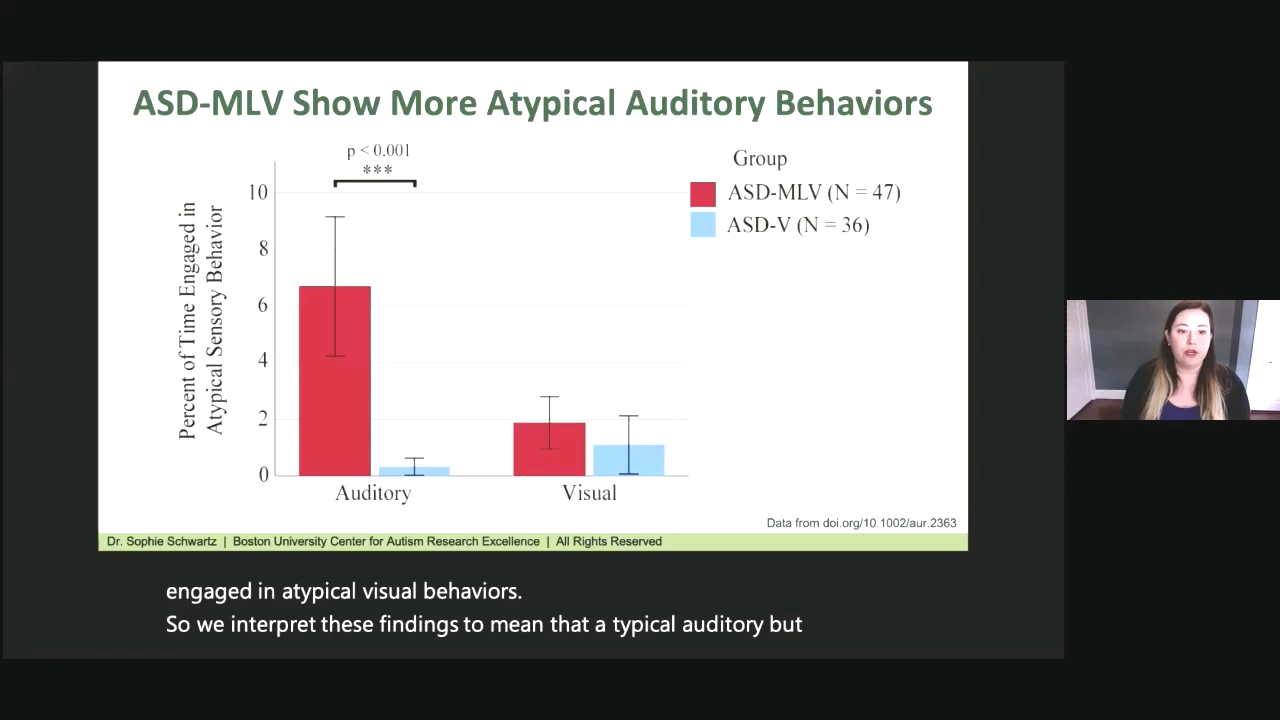 ASD-MLV Show More Atypical Auditory Behaviors
p < 0.001
***
Group
ASD-MLV (N = 47)
ASD-V (N = 36)
Percent of Time Engaged in
Atypical Sensory Behavior
10
8
6
4
2
0
Auditory
Visual
Data from doi.org/10.1002/aur.2363
Dr. Sophie Schwartz | Boston University Center for Autism Research Excellence | All Rights Reserved
engaged in atypical visual behaviors.
So we interpret these findings to mean that a typical auditory but